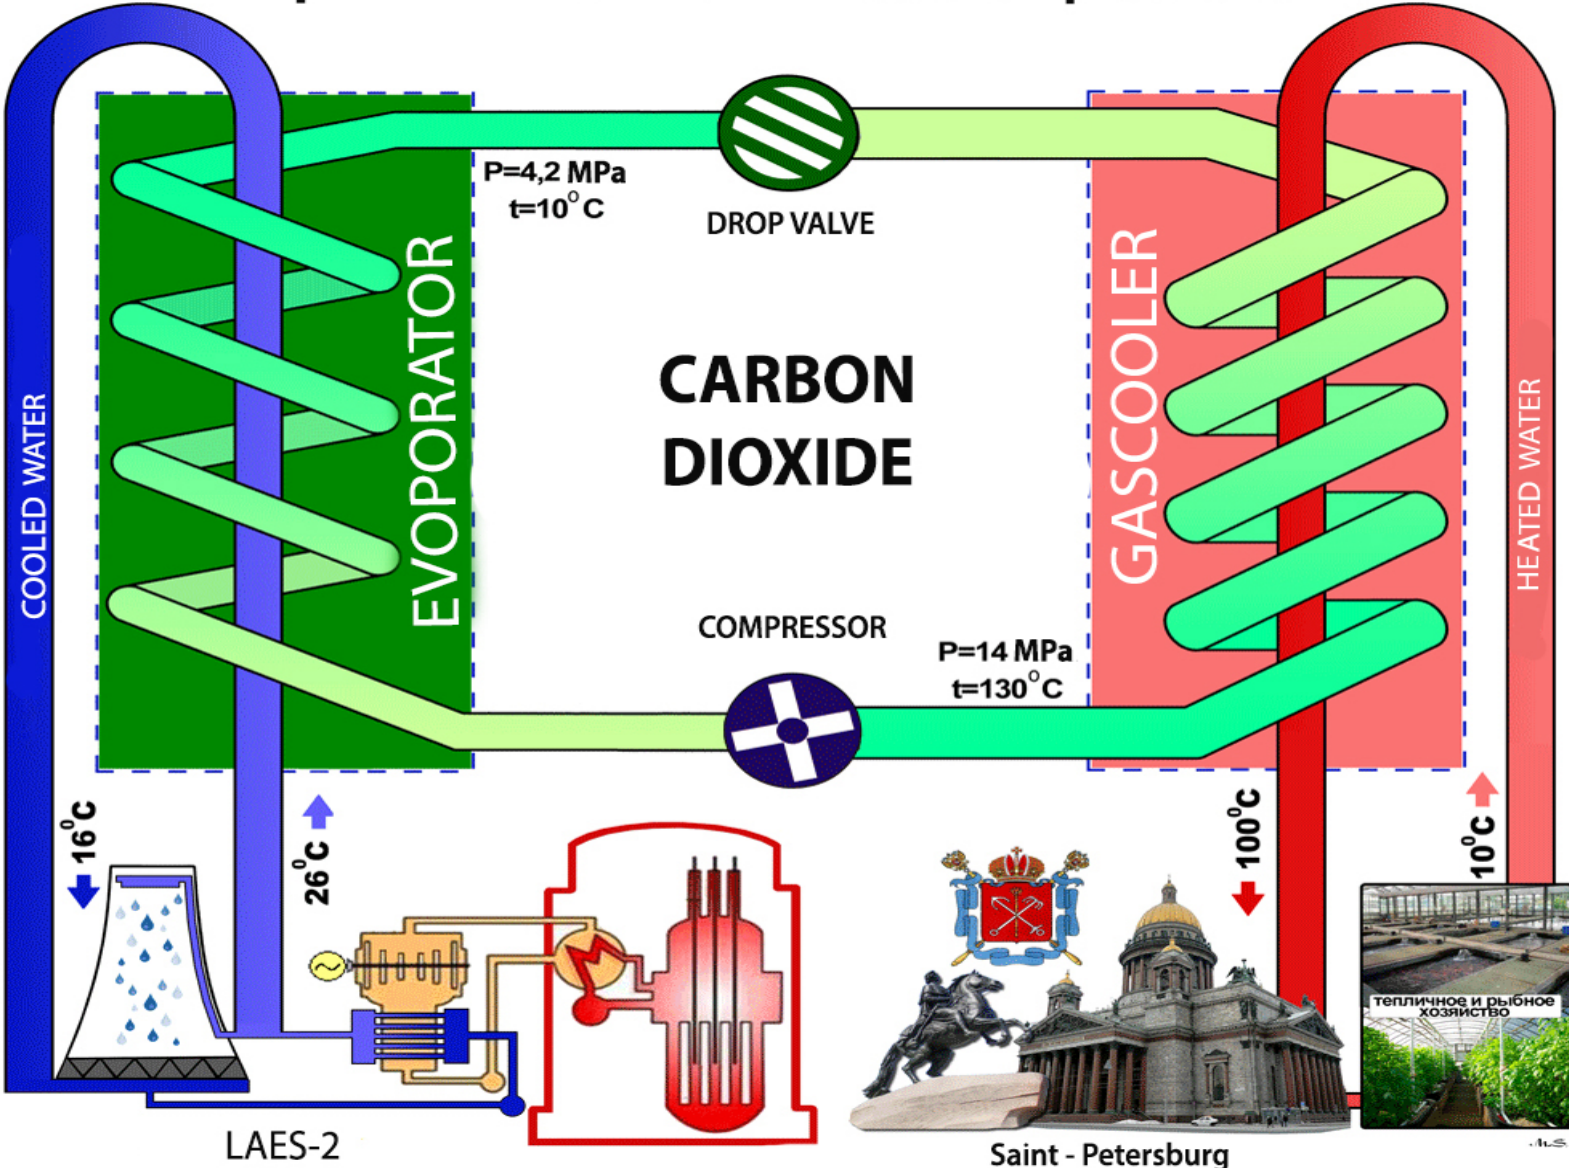 P=4,2 MPa
t=10°C
DROP VALVE
EVOPORATOR
GASCOOLER
CARBON
DIOXIDE
COOLED WATER
HEATED WATER
COMPRESSOR
P=14 MPa
t=130°C
16°C
26°C
100°C
10°C
тепличное и рыбное
хозяйство
LAES-2
Saint - Petersburg